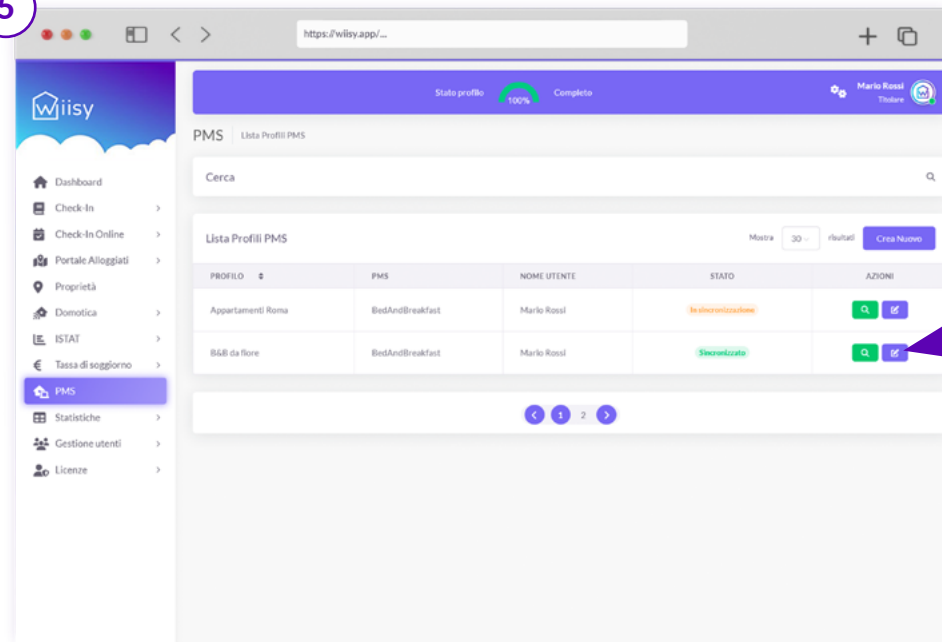 5
https://wiisy.app/...
Wiisy
Stato profilo 100% Completo
Mario Rossi
Titolare
PMS Lista Profili PMS
Cerca
Lista Profili PMS
Mostra 30 risultati Crea Nuovo
PROFILO PMS NOME UTENTE STATO AZIONI
Appartamenti Roma BedAndBreakfast Mario Rossi In sincronizzazione
B&B da fiore BedAndBreakfast Mario Rossi Sincronizzato
1 2
Dashboard
Check-In
Check-In Online
Portale Alloggiati
Proprietà
Domotica
ISTAT
Tassa di soggiorno
PMS
Statistiche
Gestione utenti
Licenze